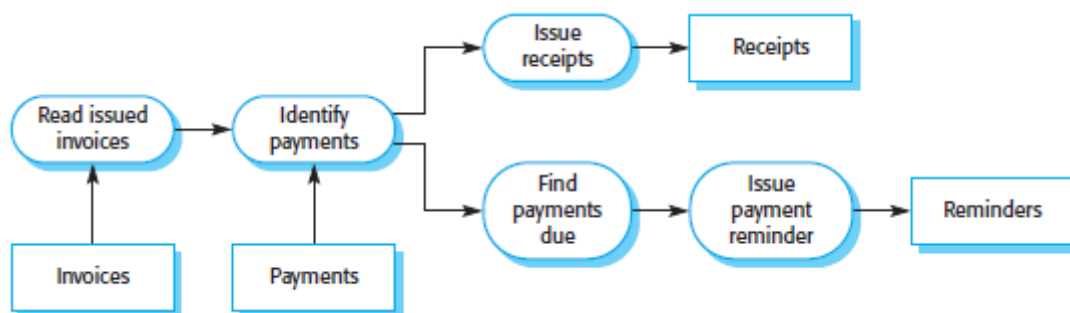 Issue
receipts
Receipts
Read issued
invoices
Identify
payments
Find
payments
due
Issue
payment
reminder
Reminders
Invoices
Payments